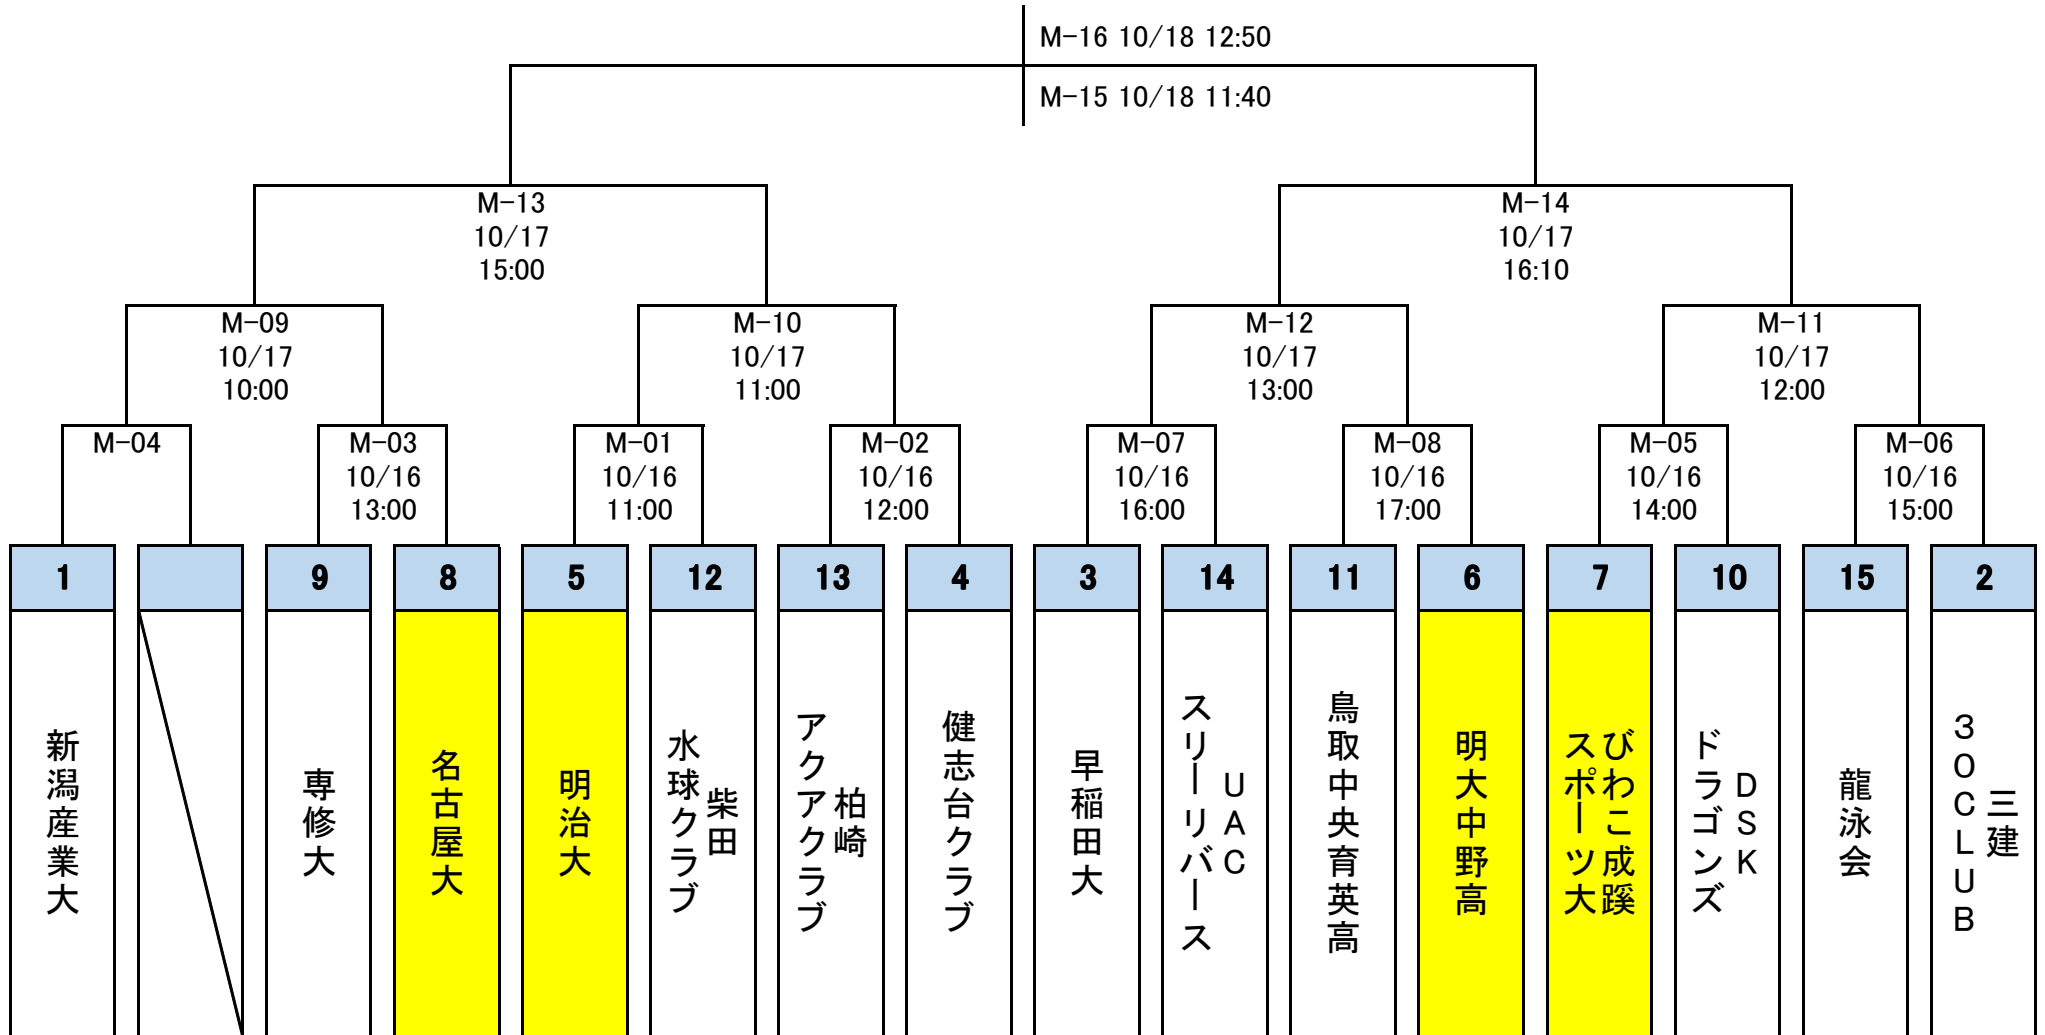 M-16 10/18 12:50
M-15 10/18 11:40
M-13
10/17
15:00
M-14
10/17
16:10
M-09
10/17
10:00
M-10
10/17
11:00
M-12
10/17
13:00
M-11
10/17
12:00
M-04
M-03
10/16
13:00
M-01
10/16
11:00
M-02
10/16
12:00
M-07
10/16
16:00
M-08
10/16
17:00
M-05
10/16
14:00
M-06
10/16
15:00
1
9
8
5
12
13
4
3
14
11
6
7
10
15
2
新潟産業大
専修大
名古屋大
明治大
柴田
水球クラブ
柏崎
アクアクラブ
健志台クラブ
早稲田大
UAC
スリーリバース
鳥取中央育英高
明大中野高
びわこ成蹊
スポーツ大
DSK
ドラゴンズ
龍泳会
三建
30CLUB